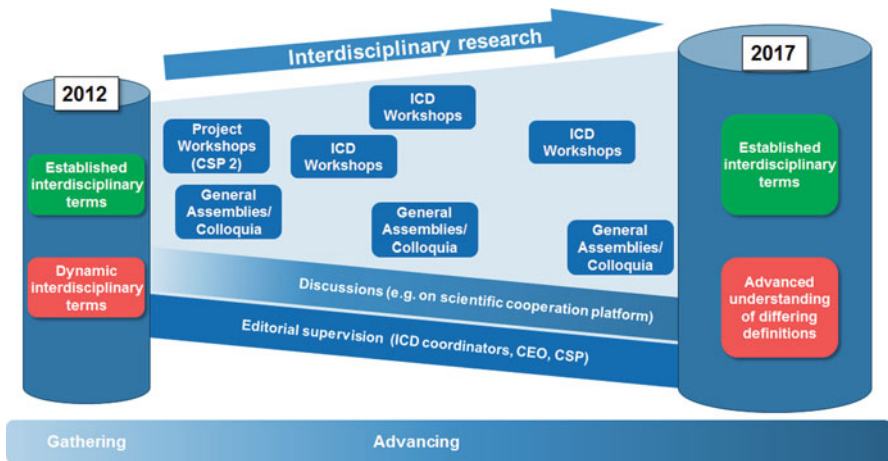 Interdisciplinary research
2012
Established
interdisciplinary
terms
Dynamic
interdisciplinary
terms
Project
Workshops
(CSP 2)
General
Assemblies/
Colloquia
ICD
Workshops
ICD
Workshops
General
Assemblies/
Colloquia
ICD
Workshops
General
Assemblies/
Colloquia
Discussions (e.g. on scientific cooperation platform)
Editorial supervision (ICD coordinators, CEO, CSP)
2017
Established
interdisciplinary
terms
Advanced
understanding
of differing
definitions
Gathering
Advancing